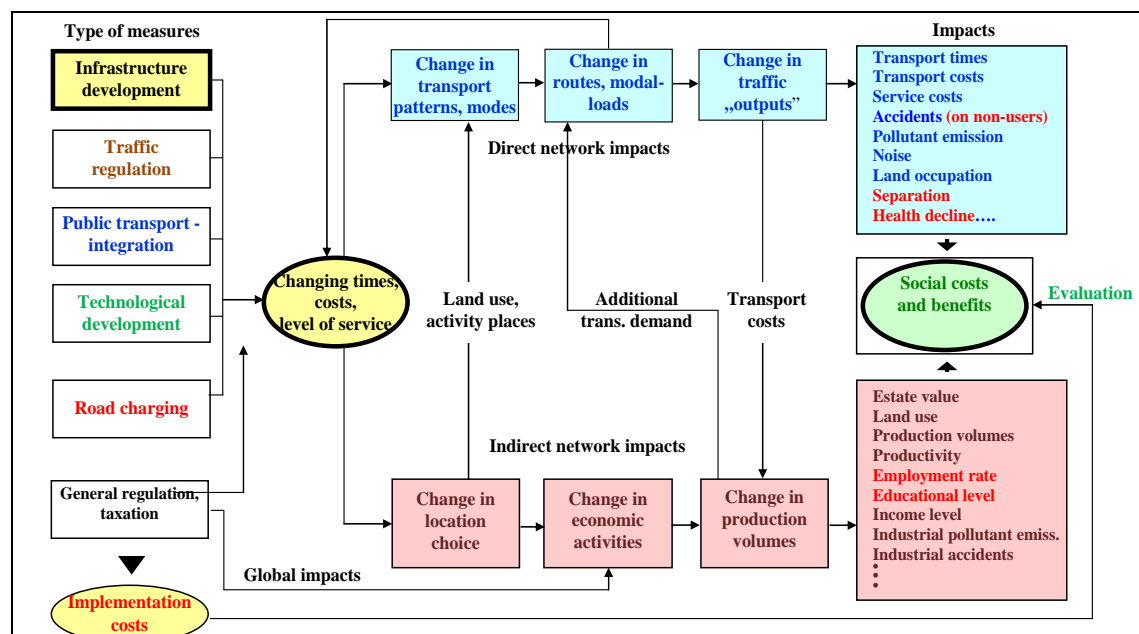 Type of measures
Infrastructure
development
Traffic
regulation
Public transport -
integration
Technological
development
Road charging
General regulation,
taxation
Implementation
costs
Changing times,
costs,
level of service
Change in
transport
patterns, modes
Change in
routes, modal-
loads
Change in
traffic
„outputs”
Direct network impacts
Land use,
activity places
Additional
trans. demand
Transport
costs
Indirect network impacts
Change in
location
choice
Change in
economic
activities
Change in
production
volumes
Global impacts
Impacts
Transport times
Transport costs
Service costs
Accidents (on non-users)
Pollutant emission
Noise
Land occupation
Separation
Health decline....
Social costs
and benefits
Evaluation
Estate value
Land use
Production volumes
Productivity
Employment rate
Educational level
Income level
Industrial pollutant emiss.
Industrial accidents